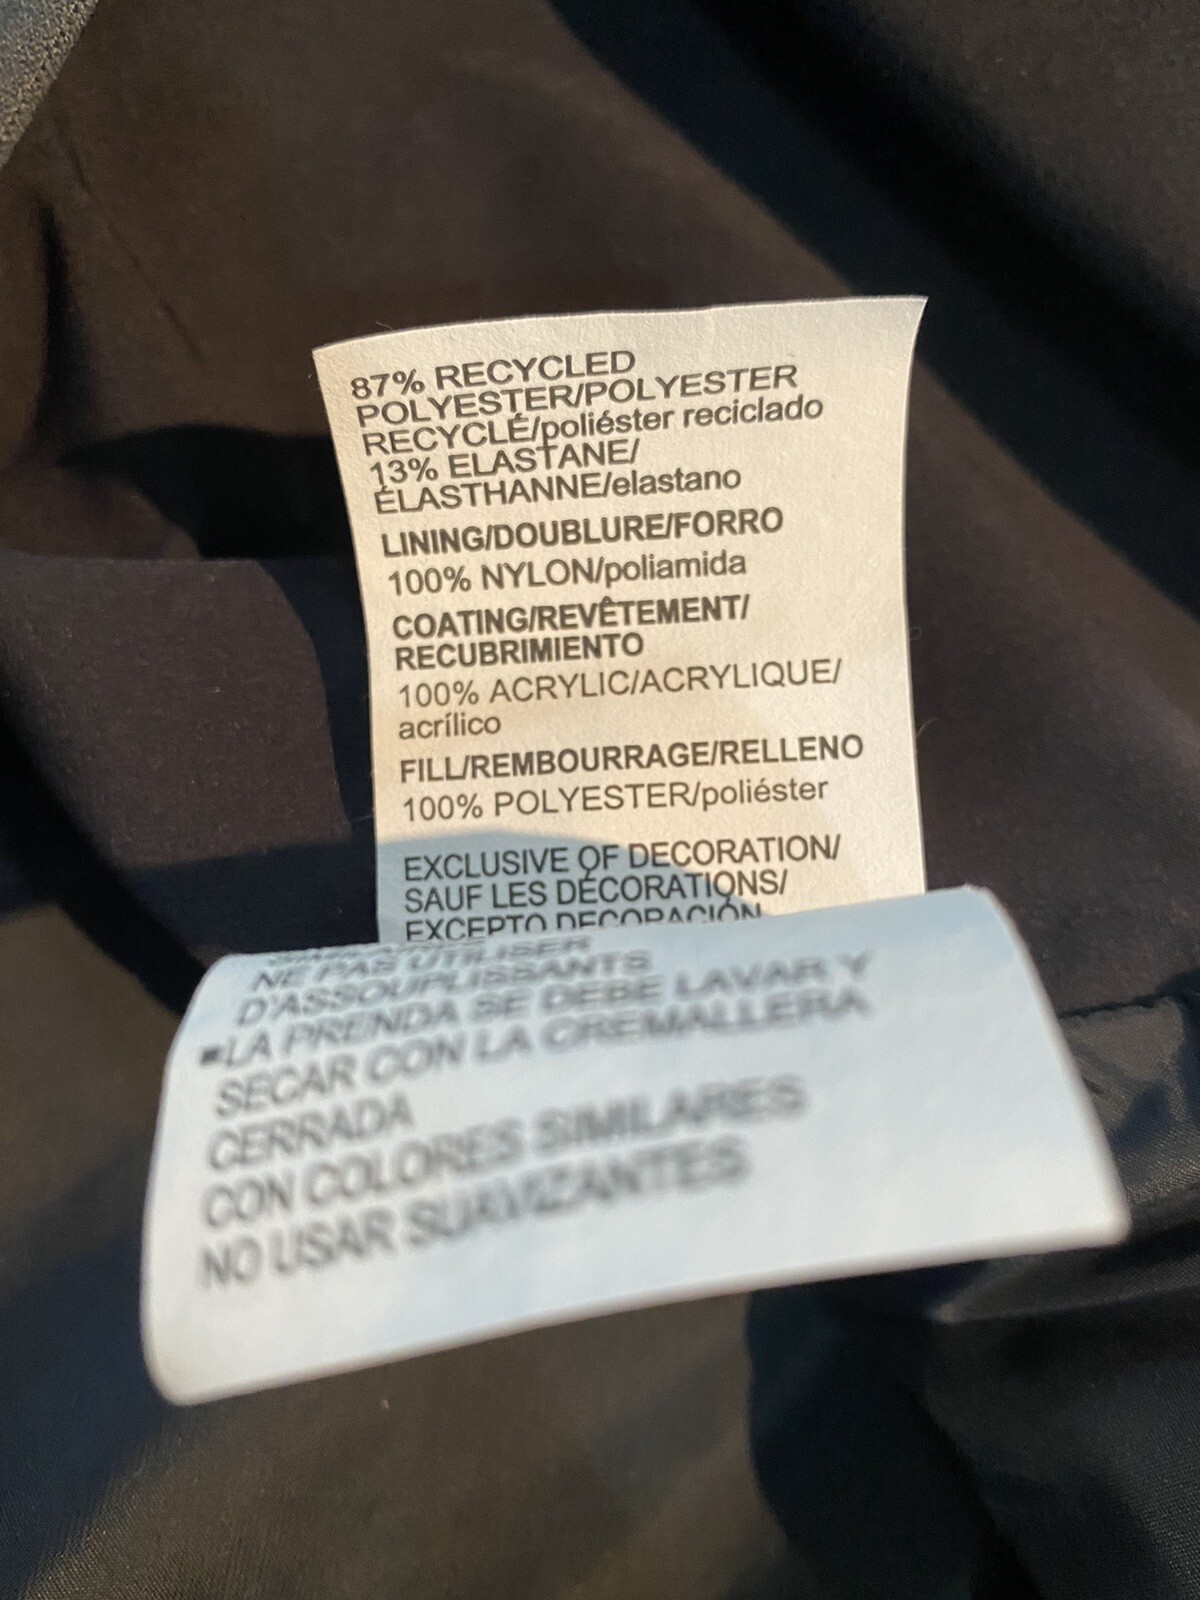 87% RECYCLED
POLYESTER/POLYESTER
RECYCLÉ/poliéster reciclado
13% ELASTANE/
ÉLASTHANNE/elastano
LINING/DOUBLURE/FORRO
100% NYLON/poliamida
COATING/REVÊTEMENT/
RECUBRIMIENTO
100% ACRYLIC/ACRYLIQUE/
acrílico
FILL/REMBOURRAGE/RELLENO
100% POLYESTER/poliéster
EXCLUSIVE OF DECORATION/
SAUF LES DÉCORATIONS/
EXCEPTO DECORACIÓN
NE PAS UTILISER
D'ASSOUPLISSANTS
▪LA PRENDA SE DEBE LAVAR Y
SECAR CON LA CREMALLERA
CERRADA
CON COLORES SIMILARES
NO USAR SUAVIZANTES